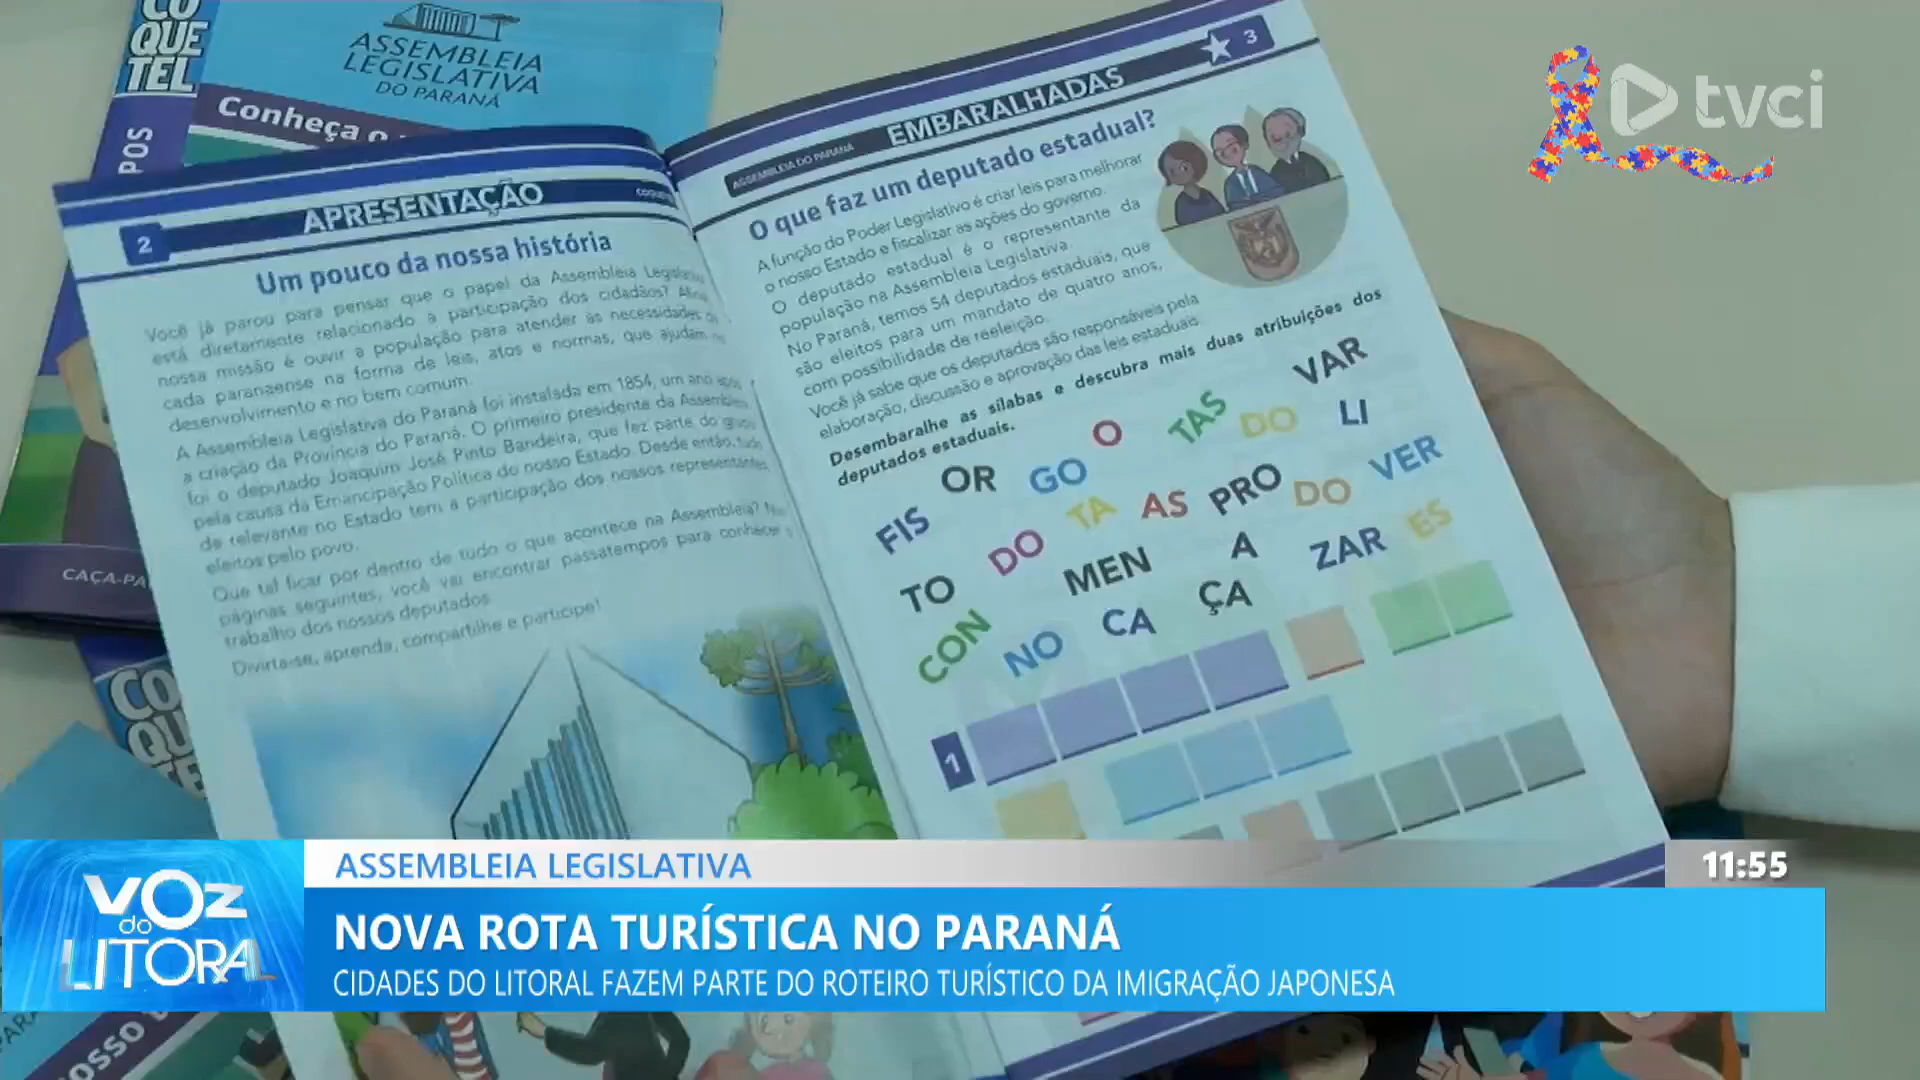 CO
QUE
TEL
ASSEMBLEIA
LEGISLATIVA
DO PARANÁ
Conheça o
POS
tvci
2
APRESENTAÇÃO
Um pouco da nossa história
Você já parou para pensar que o papel da Assembleia
está diretamente relacionado à participação dos cidadãos?
nossa missão é ouvir a população para atender às necessidades
cada paranaense na forma de leis, atos e normas, que ajudam
desenvolvimento e no bem comum.
A Assembleia Legislativa do Paraná foi instalada em 1854, um ano
a criação da Província do Paraná. O primeiro presidente da
foi o deputado Joaquim José Pinto Bandeira, que fez parte do
pela causa da Emancipação Política do nosso Estado. Desde então, tudo
de relevante no Estado tem a participação dos nossos representantes
eleitos pelo povo.
Que tal ficar por dentro de tudo o que acontece na Assembleia?
páginas seguintes, você vai encontrar passatempos para conhecer
trabalho dos nossos deputados.
Divirta-se, aprenda, compartilhe e participe!
ASSEMBLEIA DO PARANÁ
EMBARALHADAS
3
O que faz um deputado estadual?
A função do Poder Legislativo é criar leis para melhorar
o nosso Estado e fiscalizar as ações do governo.
O deputado estadual é o representante da
população na Assembleia Legislativa.
No Paraná, temos 54 deputados estaduais, que
são eleitos para um mandato de quatro anos,
com possibilidade de reeleição.
Você já sabe que os deputados são responsáveis pela
elaboração, discussão e aprovação das leis estaduais.
Desembaralhe as sílabas e descubra mais duas atribuições dos
deputados estaduais.
VAR
O TAS DO LI
OR GO
FIS DO TA AS PRO DO VER
TO MEN A ZAR ES
CON NO CA ÇA
1
CAÇA-PA
CO
QU
ASSEMBLEIA LEGISLATIVA
11:55
VOZ
do
LITORAL
NOVA ROTA TURÍSTICA NO PARANÁ
CIDADES DO LITORAL FAZEM PARTE DO ROTEIRO TURÍSTICO DA IMIGRAÇÃO JAPONESA